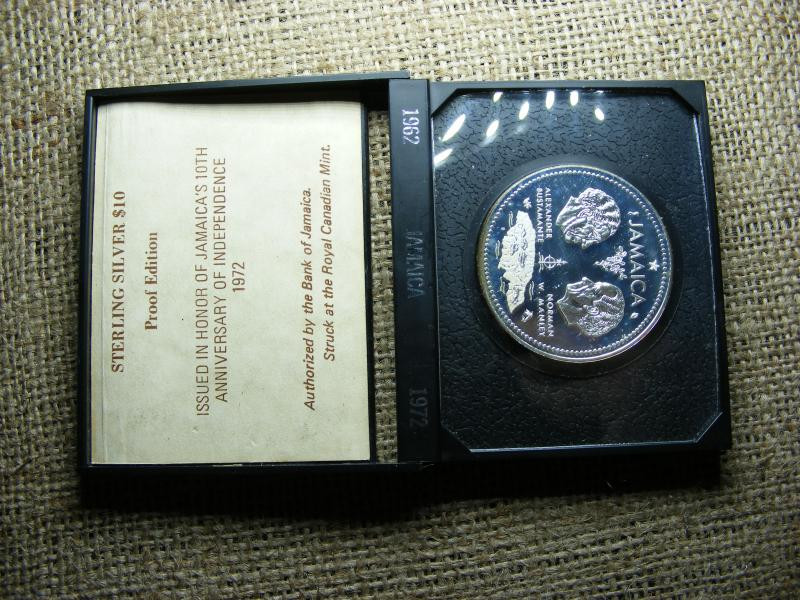 STERLING SILVER $10
Proof Edition
ISSUED IN HONOR OF JAMAICA'S 10TH
ANNIVERSARY OF INDEPENDENCE
1972
Authorized by the Bank of Jamaica.
Struck at the Royal Canadian Mint.
1962 JAMAICA 1972
JAMAICA
ALEXANDER
BUSTAMANTE
NORMAN
W. MANLEY